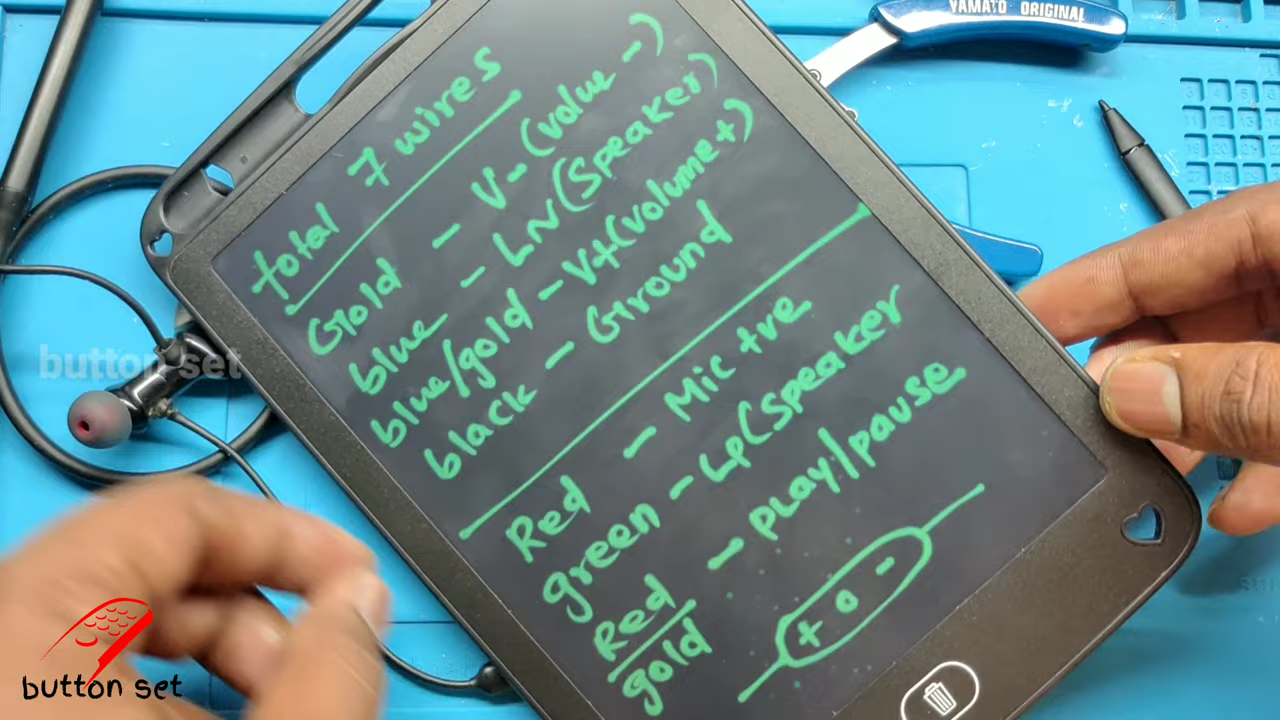 YAMATO ORIGINAL
total 7 wires
Gold - V-(volue -)
blue - LN(Speaker)
blue/gold - V+(volume+)
black - Ground
Red - Mic +ve
green - LP(Speaker
Red/gold - PLAY/pause
+ o -
button set
button set